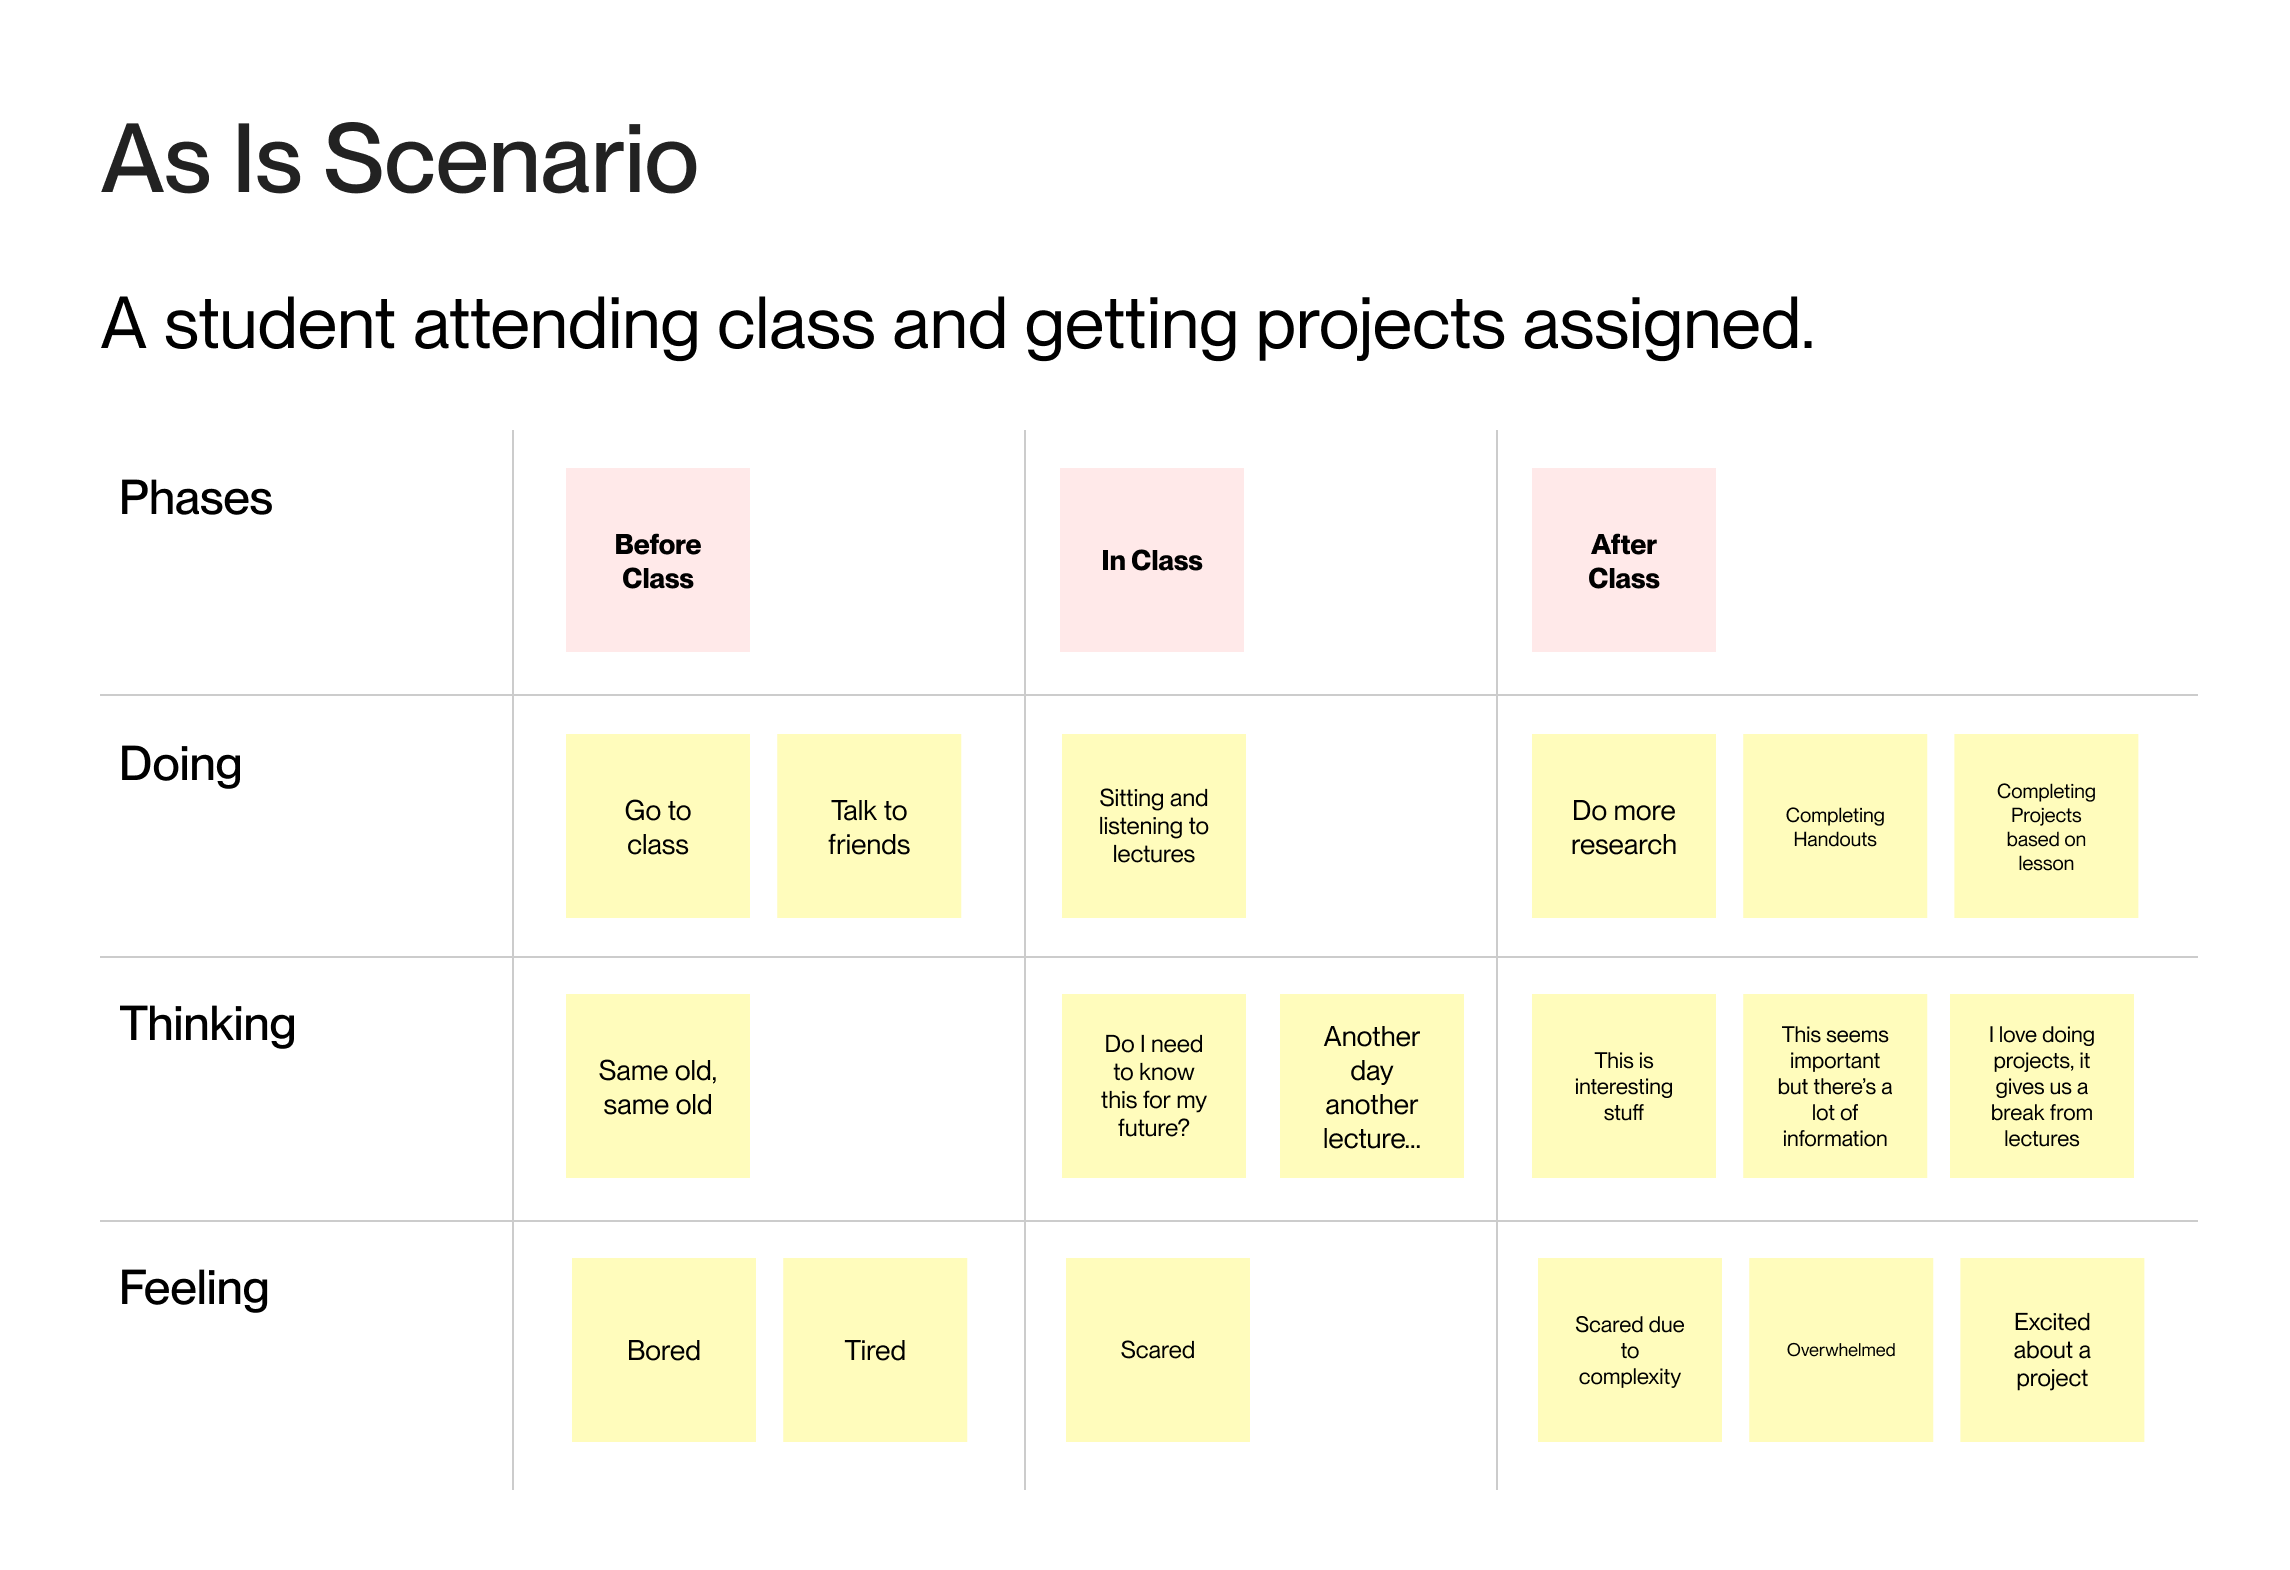 As Is Scenario
A student attending class and getting projects assigned.
Phases
Before
Class
In Class
After
Class
Doing
Go to
class
Talk to
friends
Sitting and
listening to
lectures
Do more
research
Completing
Handouts
Completing
Projects
based on
lesson
Thinking
Same old,
same old
Do I need
to know
this for my
future?
Another
day
another
lecture...
This is
interesting
stuff
This seems
important
but there’s a
lot of
information
I love doing
projects, it
gives us a
break from
lectures
Feeling
Bored
Tired
Scared
Scared due
to
complexity
Overwhelmed
Excited
about a
project